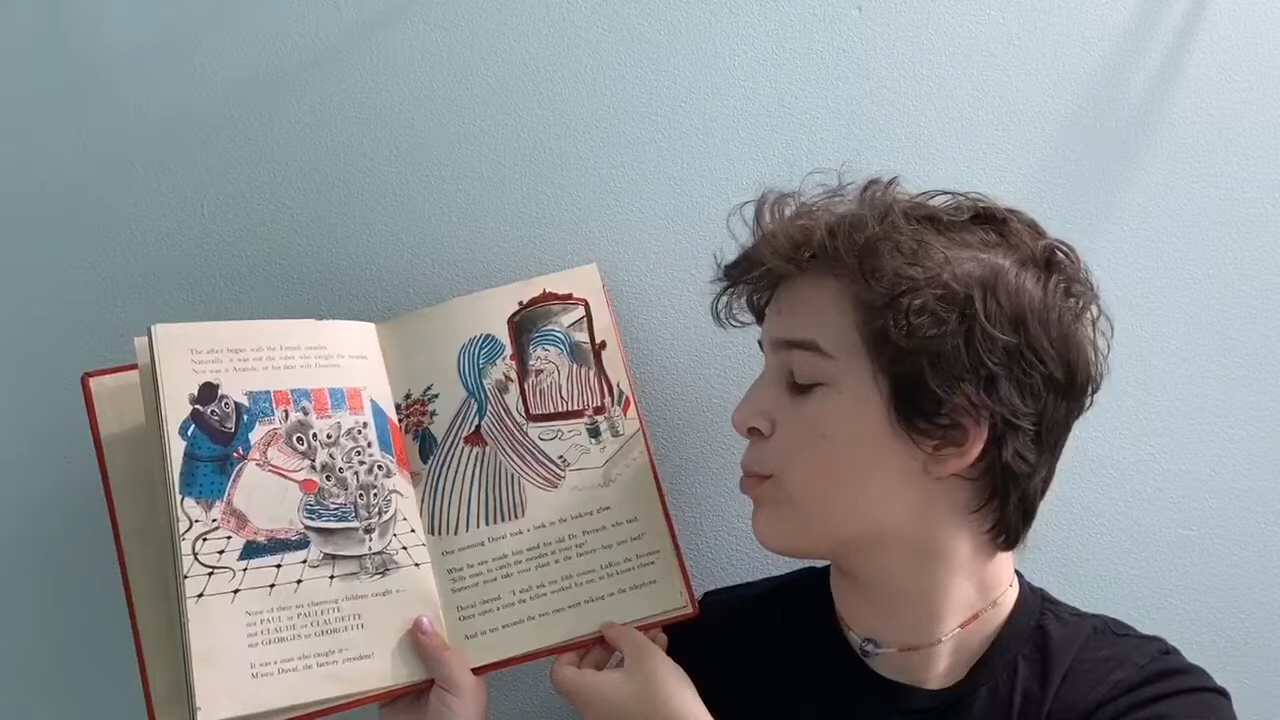 The affair began with the French measles.
Naturally, it was not the robot who caught the measles.
Nor was it Anatole, or his dear wife Doucette.
None of their six charming children caught it—
not PAUL or PAULETTE
not CLAUDE or CLAUDETTE
not GEORGES or GEORGETTE
It was a man who caught it—
M'sieu Duval, the factory president!
One morning Duval took a look in the looking glass.
What he saw made him send for old Dr. Perrault, who said,
"Silly man, to catch the measles at your age!
Someone must take your place at the factory—hop into bed!"
Duval obeyed. "I shall ask my fifth cousin, LaRue the Inventor.
Once upon a time the fellow worked for me, so he knows cheese."
And in ten seconds the two men were talking on the telephone.